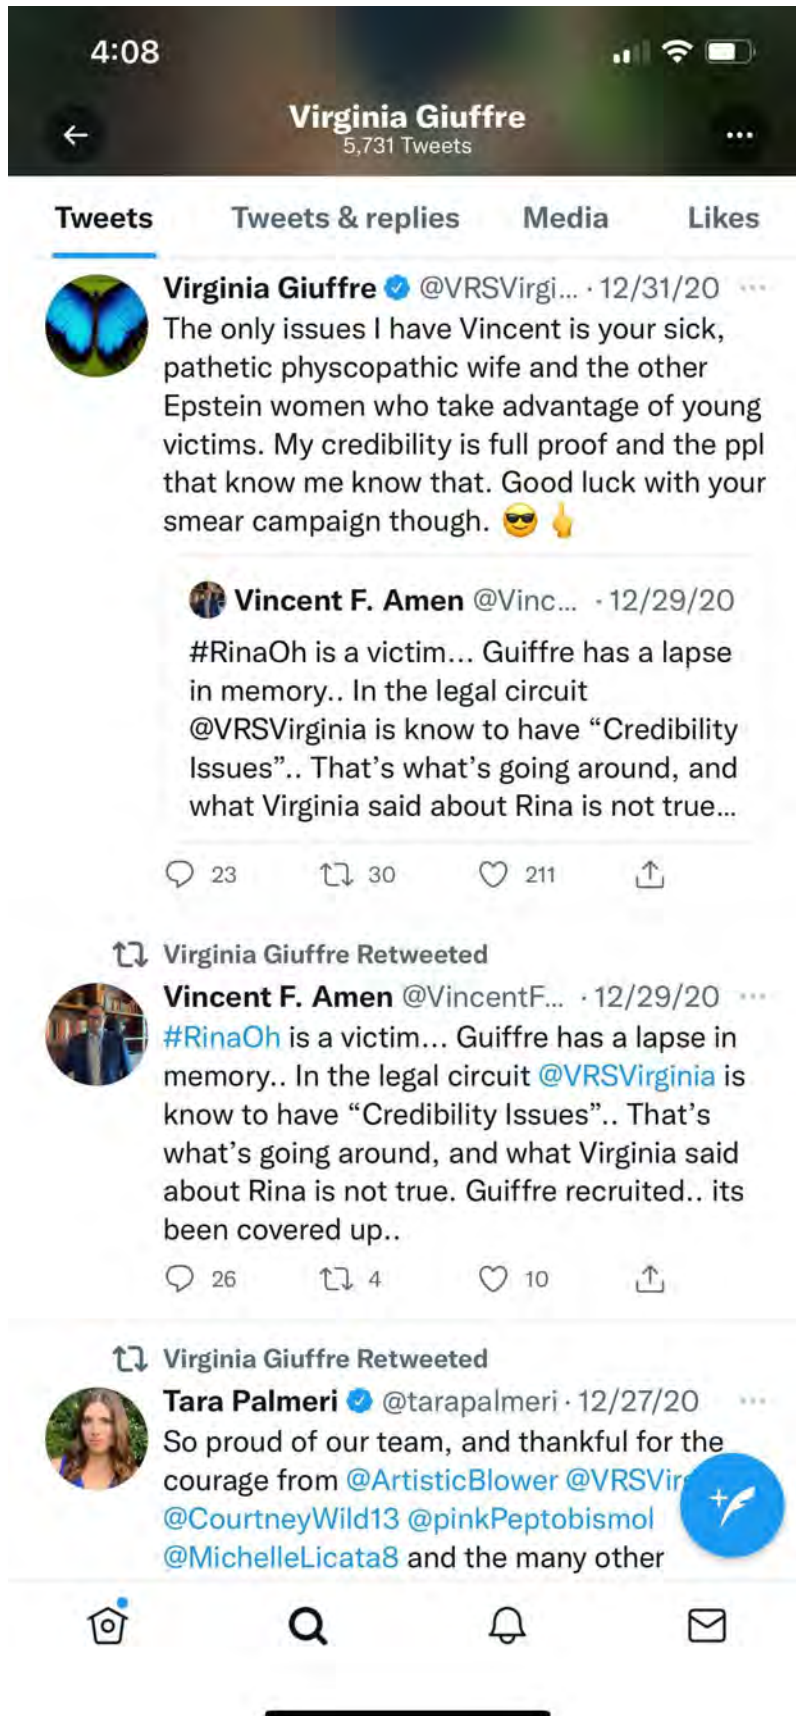 4:08
Virginia Giuffre
5,731 Tweets
Tweets Tweets & replies Media Likes
Virginia Giuffre @VRSVirgi... · 12/31/20 ...
The only issues I have Vincent is your sick,
pathetic physcopathic wife and the other
Epstein women who take advantage of young
victims. My credibility is full proof and the ppl
that know me know that. Good luck with your
smear campaign though. 😎🖕
Vincent F. Amen @Vinc... · 12/29/20
#RinaOh is a victim... Guiffre has a lapse
in memory.. In the legal circuit
@VRSVirginia is know to have “Credibility
Issues”.. That’s what’s going around, and
what Virginia said about Rina is not true...
23 30 211
Virginia Giuffre Retweeted
Vincent F. Amen @VincentF... · 12/29/20 ...
#RinaOh is a victim... Guiffre has a lapse in
memory.. In the legal circuit @VRSVirginia is
know to have “Credibility Issues”.. That’s
what’s going around, and what Virginia said
about Rina is not true. Guiffre recruited.. its
been covered up..
26 4 10
Virginia Giuffre Retweeted
Tara Palmeri @tarapalmeri · 12/27/20 ...
So proud of our team, and thankful for the
courage from @ArtisticBlower @VRSVir
@CourtneyWild13 @pinkPeptobismol
@MichelleLicata8 and the many other